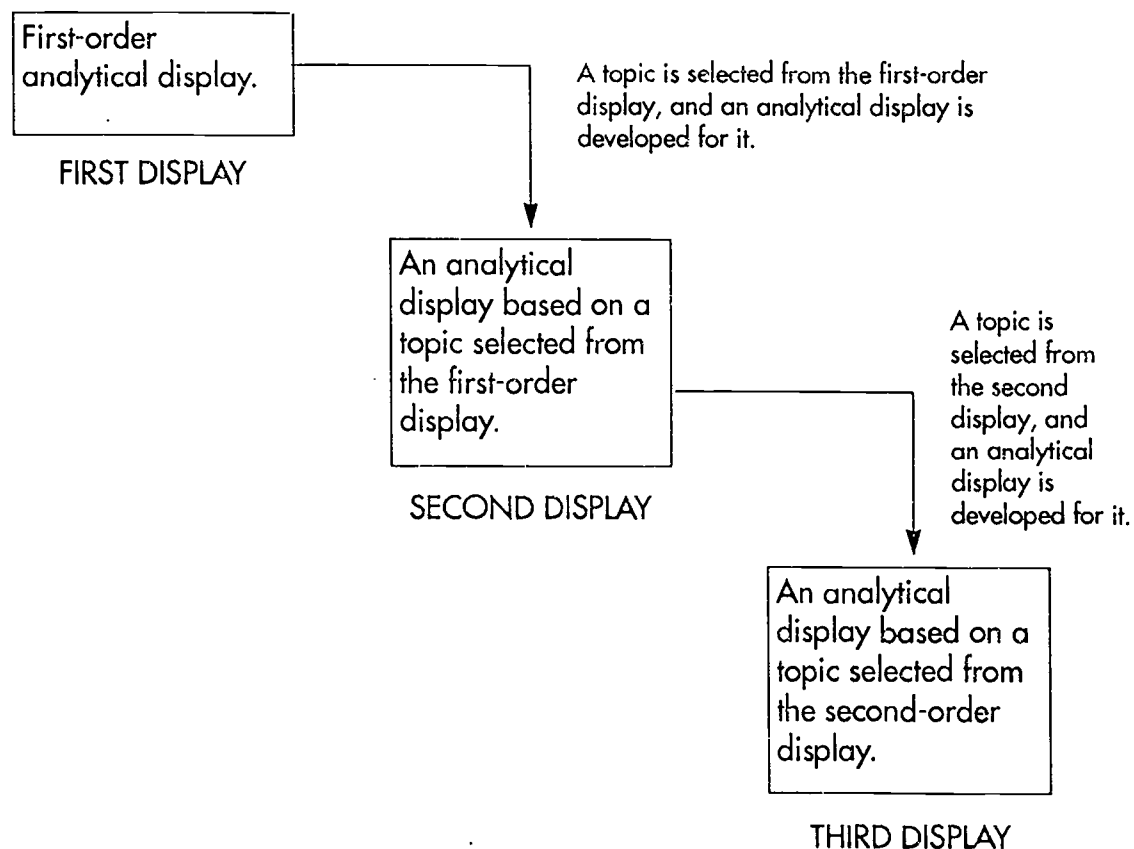 First-order
analytical display.
FIRST DISPLAY
A topic is selected from the first-order
display, and an analytical display is
developed for it.
An analytical
display based on a
topic selected from
the first-order
display.
SECOND DISPLAY
A topic is
selected from
the second
display, and
an analytical
display is
developed for it.
An analytical
display based on a
topic selected from
the second-order
display.
THIRD DISPLAY